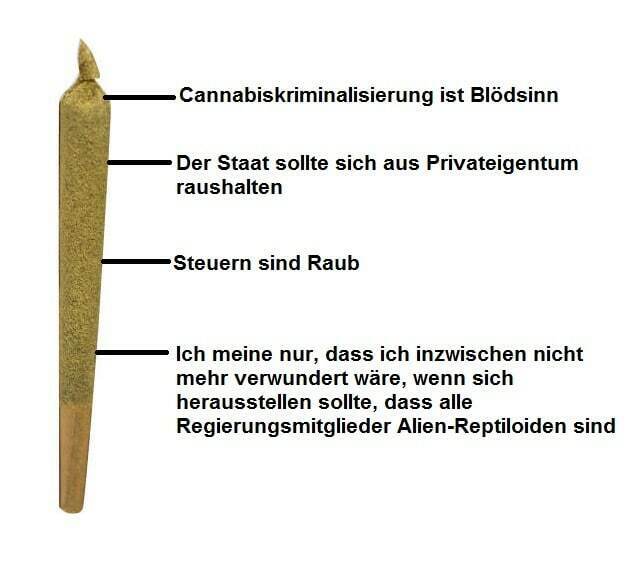 Cannabiskriminalisierung ist Blödsinn
Der Staat sollte sich aus Privateigentum
raushalten
Steuern sind Raub
Ich meine nur, dass ich inzwischen nicht
mehr verwundert wäre, wenn sich
herausstellen sollte, dass alle
Regierungsmitglieder Alien-Reptiloiden sind